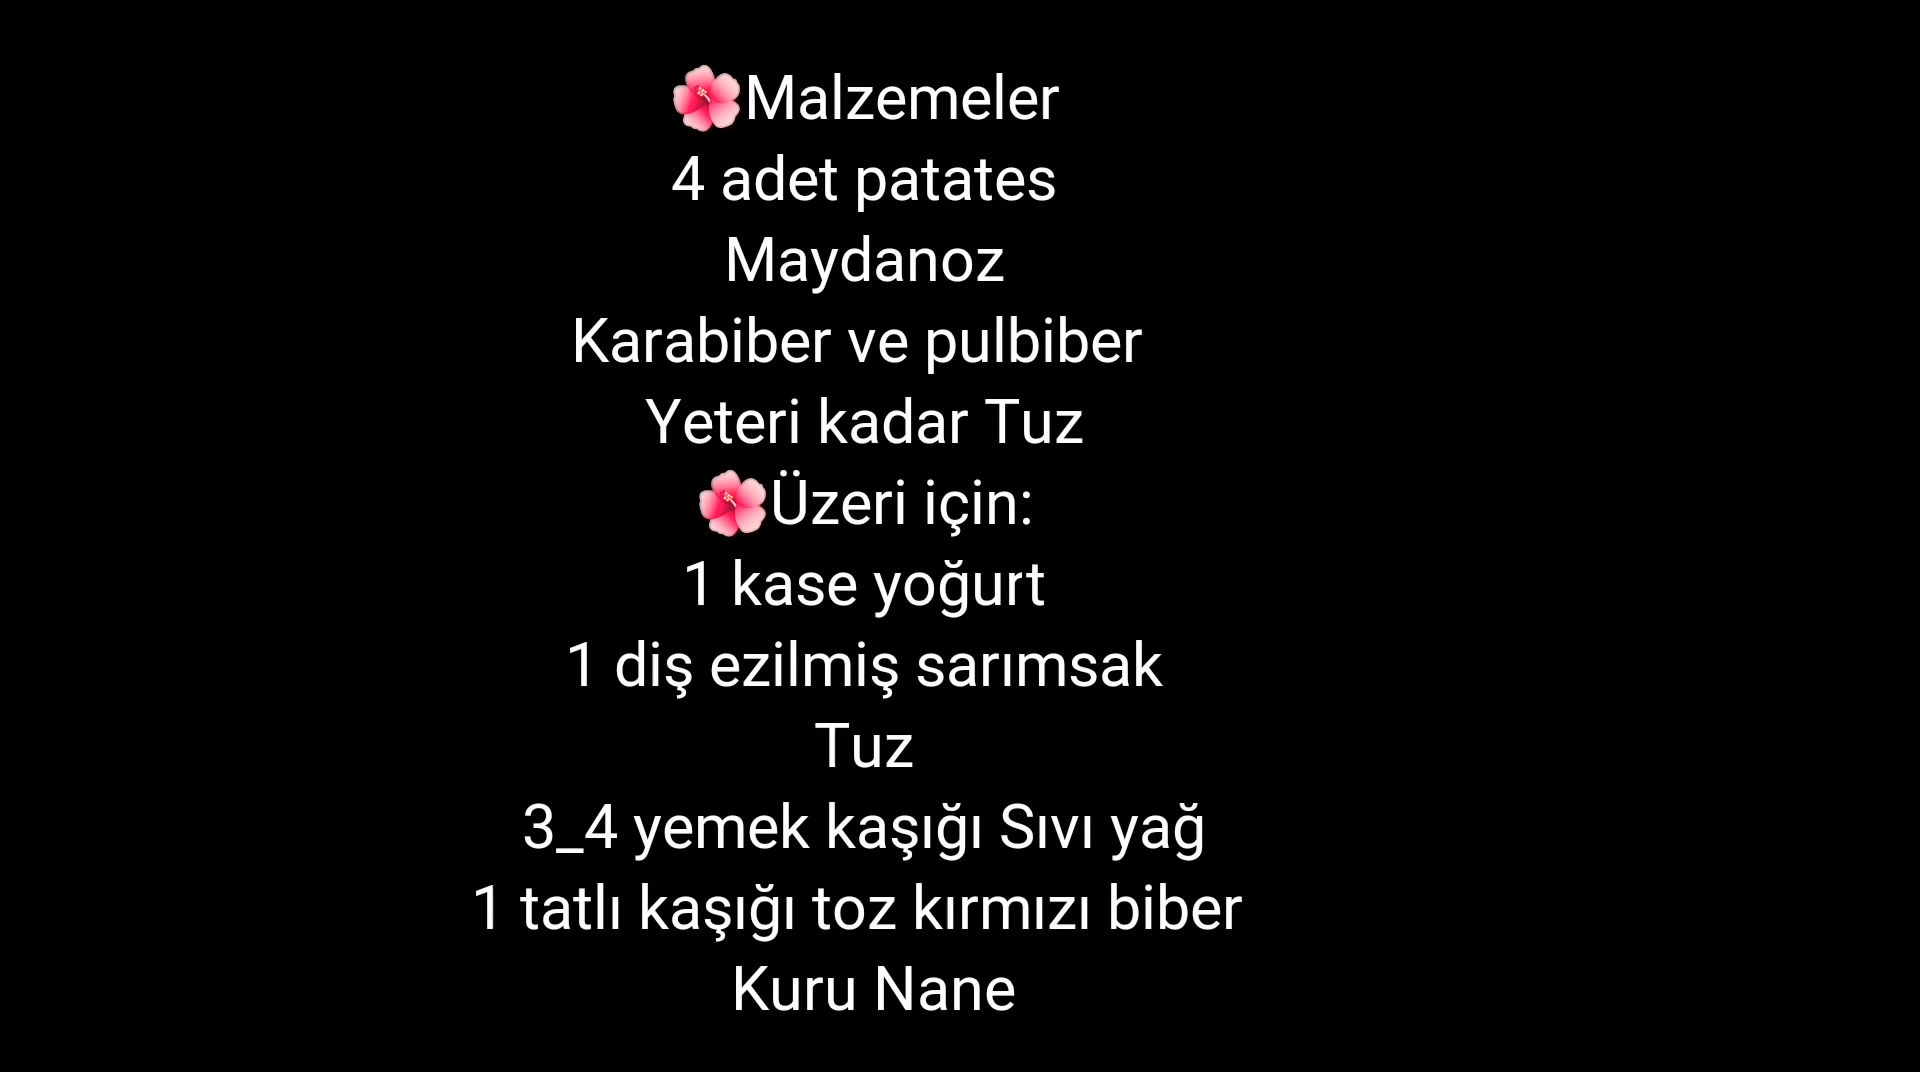 🌺Malzemeler
4 adet patates
Maydanoz
Karabiber ve pulbiber
Yeteri kadar Tuz
🌺Üzeri için:
1 kase yoğurt
1 diş ezilmiş sarımsak
Tuz
3_4 yemek kaşığı Sıvı yağ
1 tatlı kaşığı toz kırmızı biber
Kuru Nane